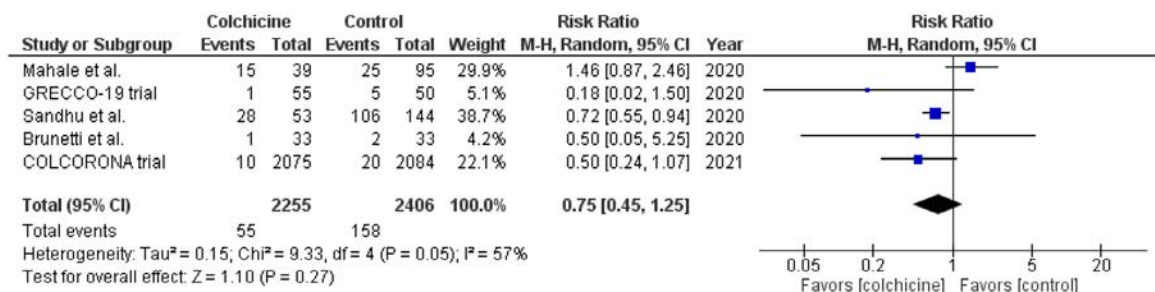 Colchicine Control Risk Ratio Risk Ratio
Study or Subgroup Events Total Events Total Weight M-H, Random, 95% CI Year M-H, Random, 95% CI
Mahale et al. 15 39 25 95 29.9% 1.46 [0.87, 2.46] 2020
GRECCO-19 trial 1 55 5 50 5.1% 0.18 [0.02, 1.50] 2020
Sandhu et al. 28 53 106 144 38.7% 0.72 [0.55, 0.94] 2020
Brunetti et al. 1 33 2 33 4.2% 0.50 [0.05, 5.25] 2020
COLCORONA trial 10 2075 20 2084 22.1% 0.50 [0.24, 1.07] 2021
Total (95% CI) 2255 2406 100.0% 0.75 [0.45, 1.25]
Total events 55 158
Heterogeneity: Tau² = 0.15; Chi² = 9.33, df = 4 (P = 0.05); I² = 57%
Test for overall effect: Z = 1.10 (P = 0.27)
0.05 0.2 1 5 20
Favors [colchicine] Favors [control]